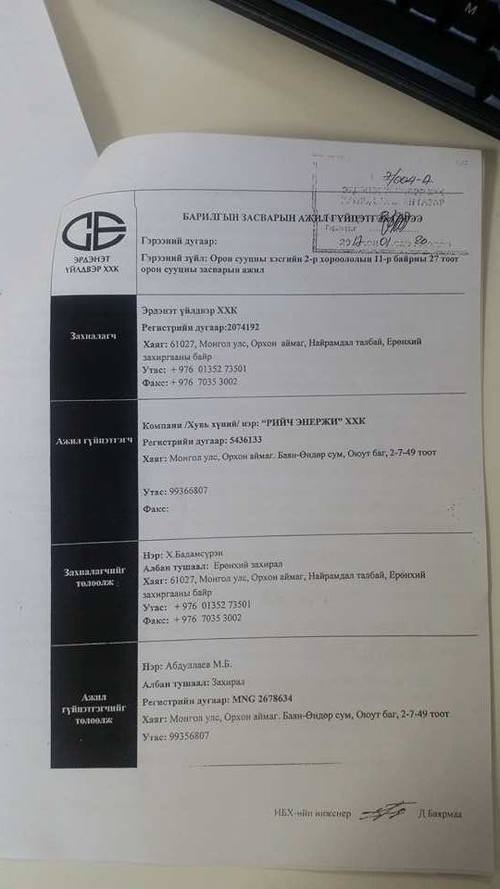 М
3/004-А
БАРИЛГЫН ЗАСВАРЫН АЖИЛ ГҮЙЦЭТГЭХ ГЭРЭЭ
Гэрээний дугаар:
2017 он 01 20
ЭРДЭНЭТ
ҮЙЛДВЭР ХХК
Гэрээний зүйл: Орон сууцны хэсгийн 2-р хорооллын 11-р байрны 27 тоот
орон сууцны засварын ажил
Захиалагч
Эрдэнэт үйлдвэр ХХК
Регистрийн дугаар:2074192
Хаяг: 61027, Монгол улс, Орхон аймаг, Найрамдал талбай, Ерөнхий
захиргааны байр
Утас: + 976 01352 73501
Факс: + 976 7035 3002
Ажил гүйцэтгэгч
Компани /Хувь хүний/ нэр: "РИЙЧ ЭНЕРЖИ" ХХК
Регистрийн дугаар: 5436133
Хаяг: Монгол улс, Орхон аймаг. Баян-Өндөр сум, Оюут баг, 2-7-49 тоот
Утас: 99366807
Факс:
Захиалагчийг
төлөөлж
Нэр: Х.Бадамсүрэн
Албан тушаал: Ерөнхий захирал
Хаяг: 61027, Монгол улс, Орхон аймаг, Найрамдал талбай, Ерөнхий
захиргааны байр
Утас: + 976 01352 73501
Факс: + 976 7035 3002
Ажил
гүйцэтгэгчийг
төлөөлж
Нэр: Абдуллаев М.Б.
Албан тушаал: Захирал
Регистрийн дугаар: MNG 2678634
Хаяг: Монгол улс, Орхон аймаг. Баян-Өндөр сум, Оюут баг, 2-7-49 тоот
Утас: 99356807
НБХ-ийн инженер Д.Баярмаа